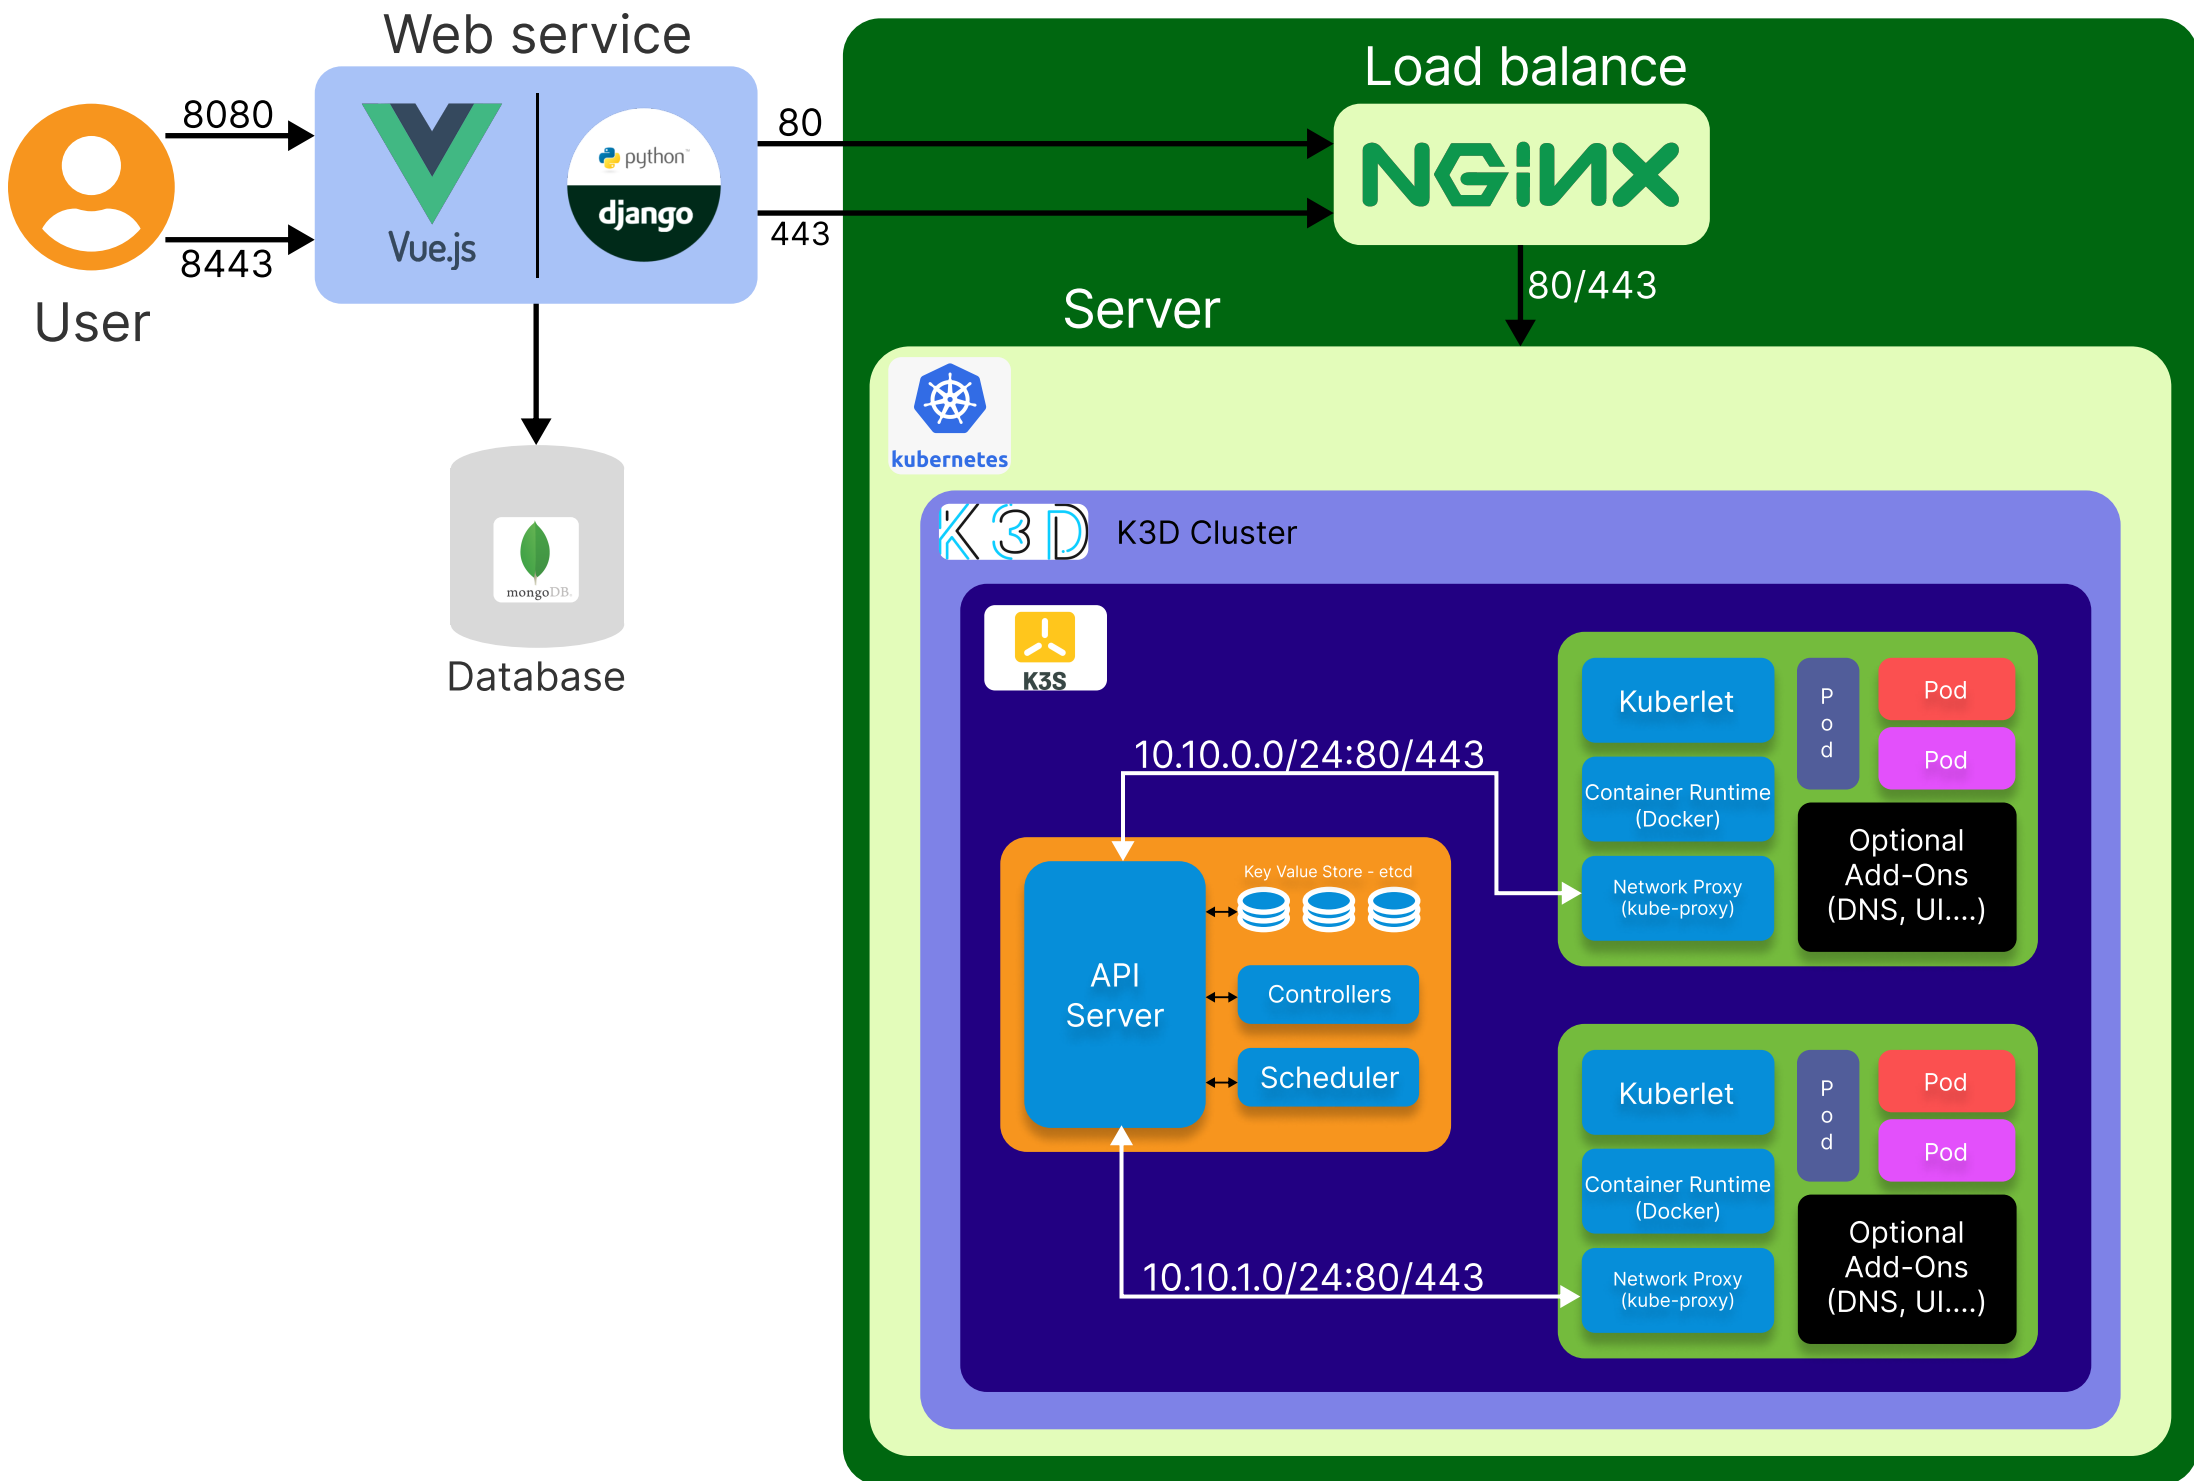 Web service
8080
8443
User
Vue.js
python
django
80
443
Database
mongoDB.
Load balance
NGiNX
80/443
Server
kubernetes
K3D
K3D Cluster
K3S
10.10.0.0/24:80/443
API
Server
Key Value Store - etcd
Controllers
Scheduler
10.10.1.0/24:80/443
Kuberlet
Container Runtime
(Docker)
Network Proxy
(kube-proxy)
P
o
d
Pod
Pod
Optional
Add-Ons
(DNS, UI....)
Kuberlet
Container Runtime
(Docker)
Network Proxy
(kube-proxy)
P
o
d
Pod
Pod
Optional
Add-Ons
(DNS, UI....)